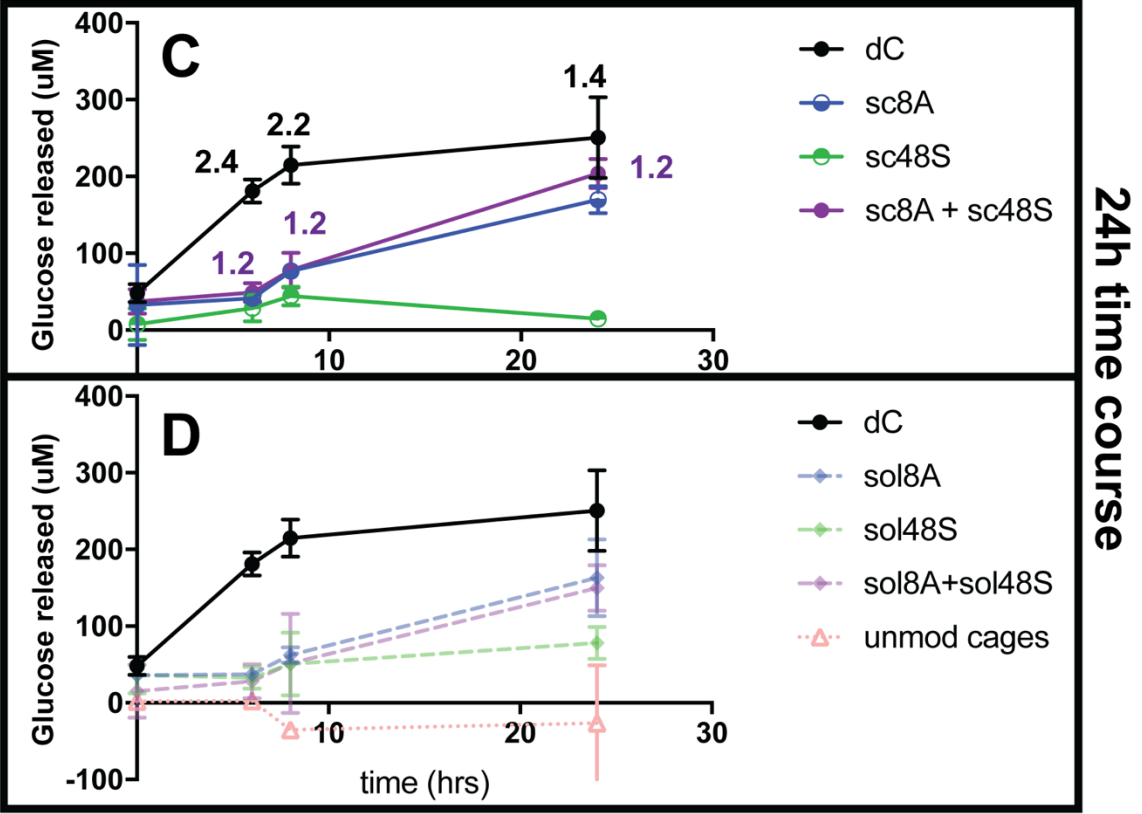 C
Glucose released (uM)
400
300
200
100
0
10
20
30
2.4
2.2
1.4
1.2
1.2
1.2
dC
sc8A
sc48S
sc8A + sc48S
D
Glucose released (uM)
400
300
200
100
0
-100
10
20
30
time (hrs)
dC
sol8A
sol48S
sol8A+sol48S
unmod cages
24h time course